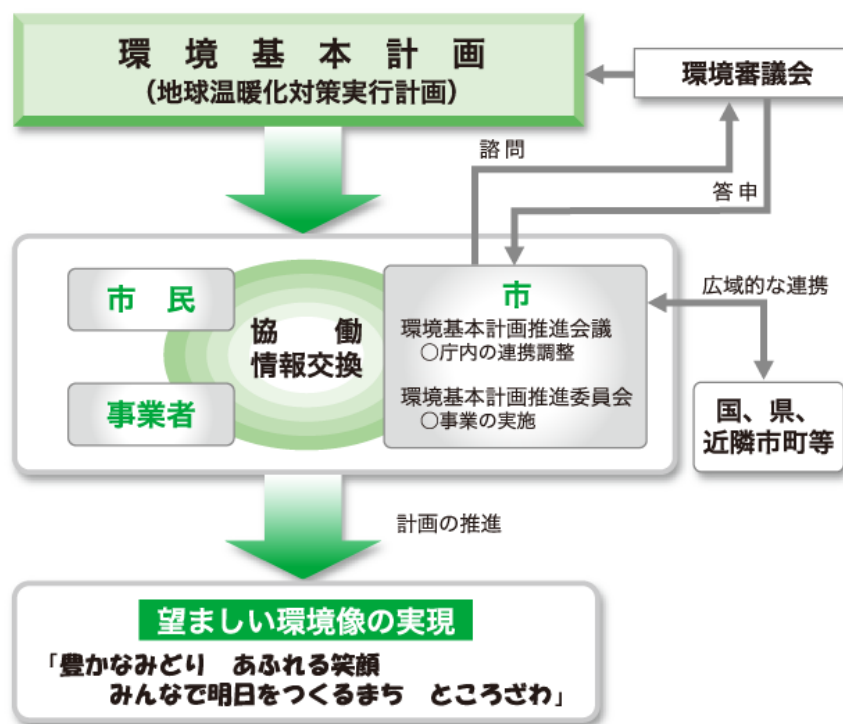 環境基本計画
(地球温暖化対策実行計画)
環境審議会
諮問
答申
市民
事業者
協働
情報交換
市
環境基本計画推進会議
○庁内の連携調整
環境基本計画推進委員会
○事業の実施
広域的な連携
国、県、
近隣市町等
計画の推進
望ましい環境像の実現
「豊かなみどり　あふれる笑顔
みんなで明日をつくるまち　ところざわ」